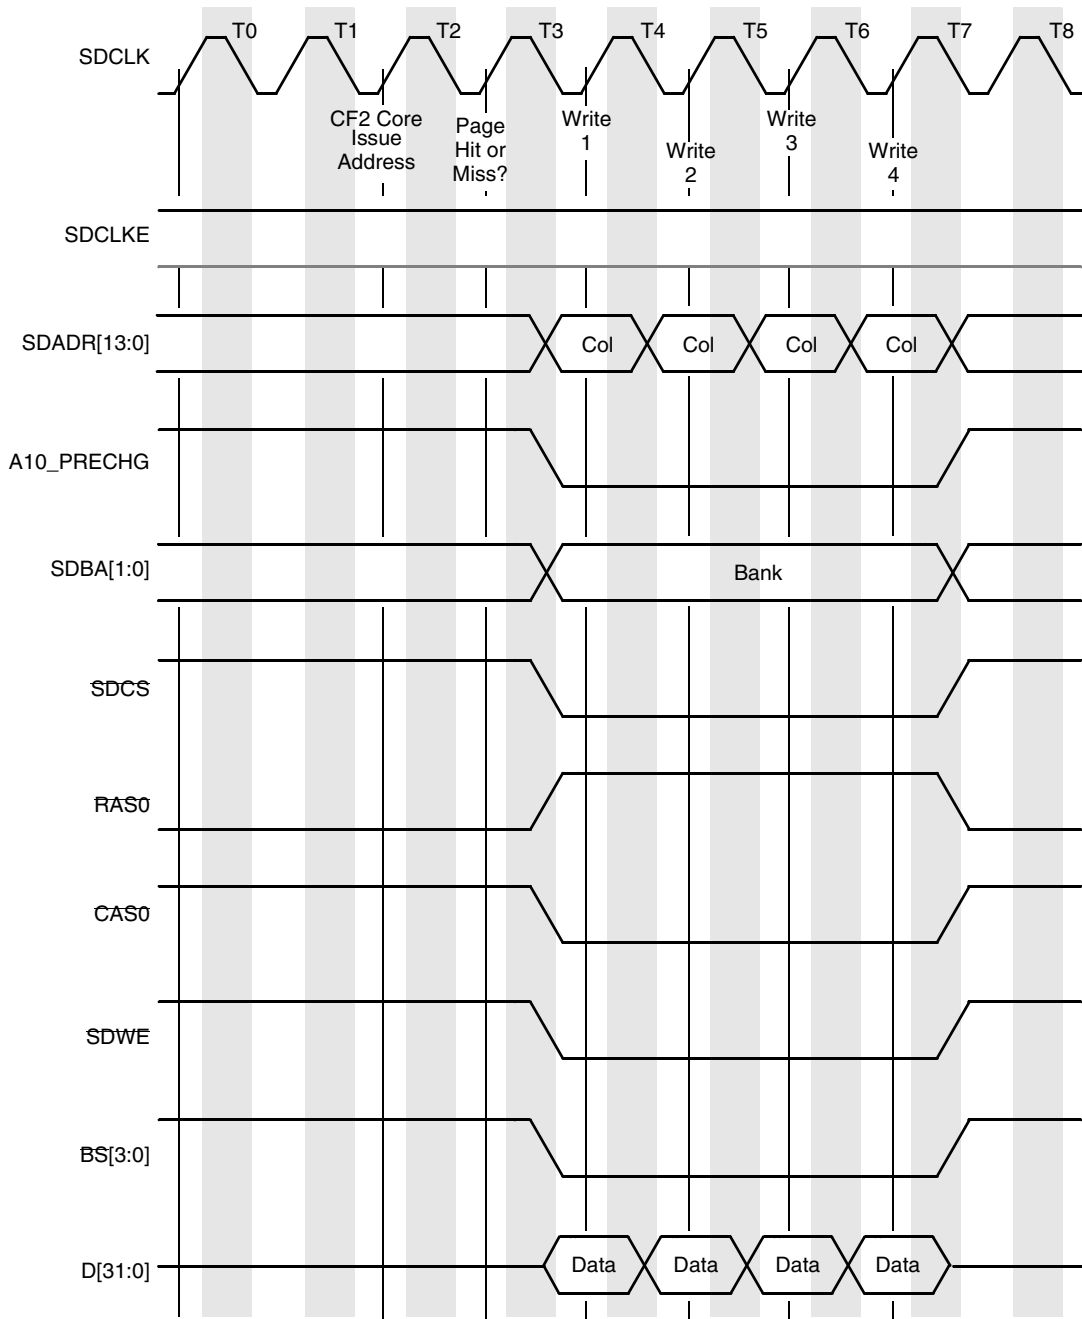 T0 T1 T2 T3 T4 T5 T6 T7 T8
SDCLK
CF2 Core
Issue
Address
Page
Hit or
Miss?
Write
1
Write
2
Write
3
Write
4
SDCLKE
SDADR[13:0]
Col Col Col Col
A10_PRECHG
SDBA[1:0]
Bank
SDCS
RAS0
CAS0
SDWE
BS[3:0]
D[31:0]
Data Data Data Data